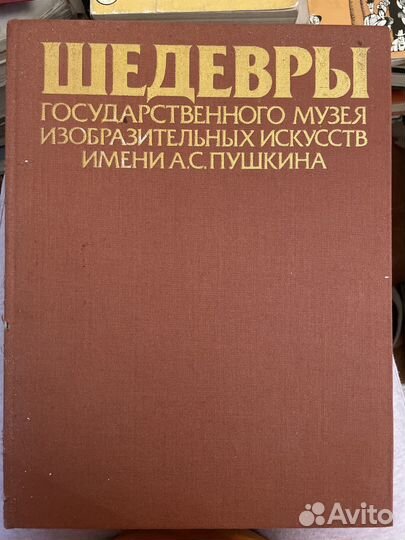 ШЕДЕВРЫ
ГОСУДАРСТВЕННОГО МУЗЕЯ
ИЗОБРАЗИТЕЛЬНЫХ ИСКУССТВ
ИМЕНИ А.С.ПУШКИНА
Avito